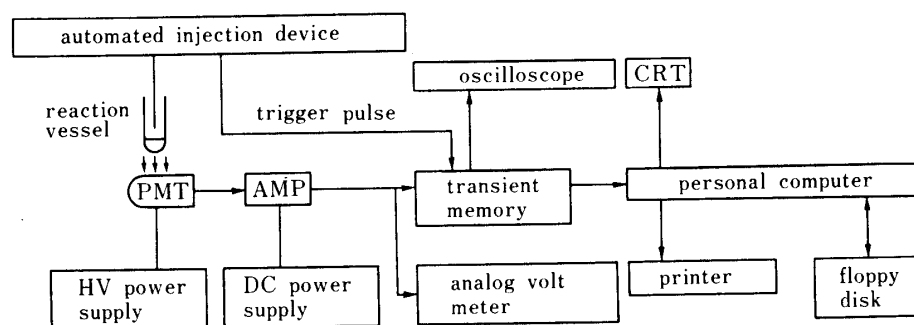 automated injection device
oscilloscope
CRT
reaction
vessel
trigger pulse
PMT
AMP
transient
memory
personal computer
HV power
supply
DC power
supply
analog volt
meter
printer
floppy
disk